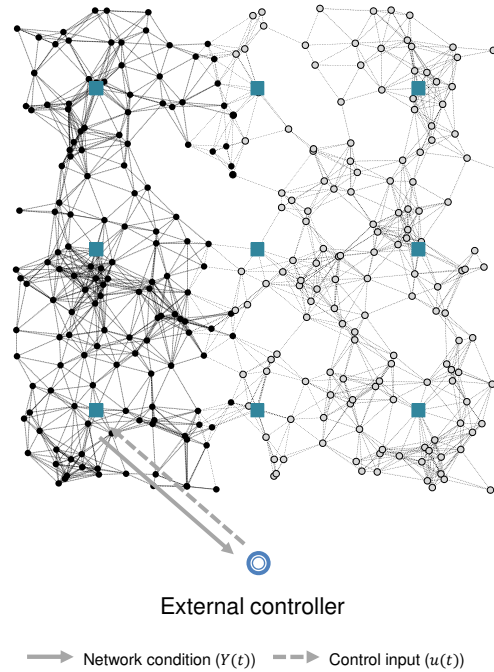 External controller
Network condition (Y(t))
Control input (u(t))